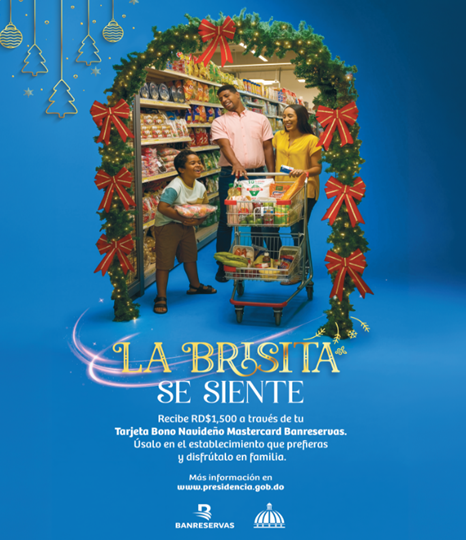 LA BRISITA
SE SIENTE
Recibe RD$1,500 a través de tu
Tarjeta Bono Navideño Mastercard Banreservas.
Úsalo en el establecimiento que prefieras
y disfrútalo en familia.
Más información en
www.presidencia.gob.do
BANRESERVAS